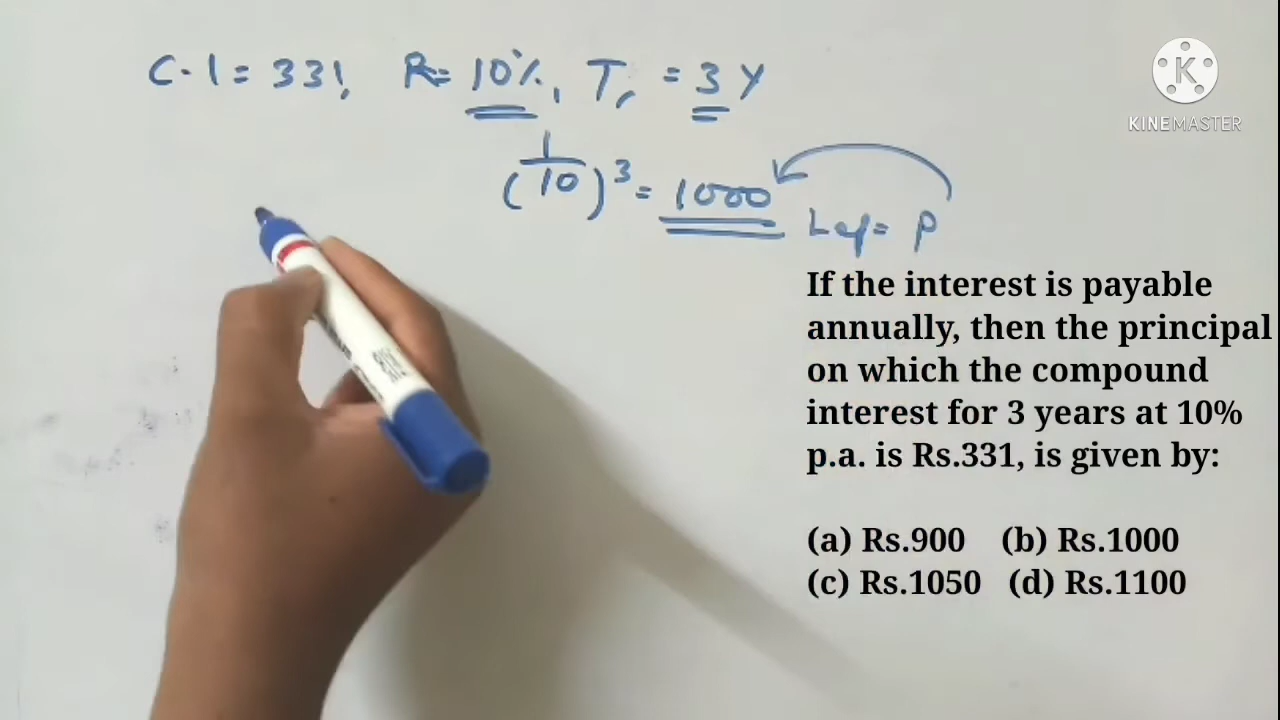 C.I = 331, R = 10%, T, = 3 Y
KINEMASTER
(1/10)³ = 1000
Let = P
If the interest is payable
annually, then the principal
on which the compound
interest for 3 years at 10%
p.a. is Rs.331, is given by:
(a) Rs.900 (b) Rs.1000
(c) Rs.1050 (d) Rs.1100